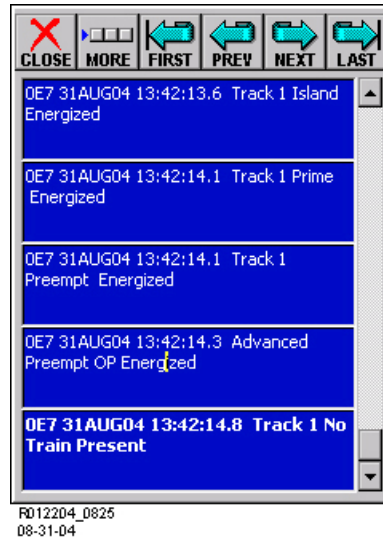 CLOSE MORE FIRST PREV NEXT LAST
0E7 31AUG04 13:42:13.6 Track 1 Island
Energized
0E7 31AUG04 13:42:14.1 Track 1 Prime
Energized
0E7 31AUG04 13:42:14.1 Track 1
Preempt Energized
0E7 31AUG04 13:42:14.3 Advanced
Preempt OP Energized
0E7 31AUG04 13:42:14.8 Track 1 No
Train Present
R012204_0825
08-31-04